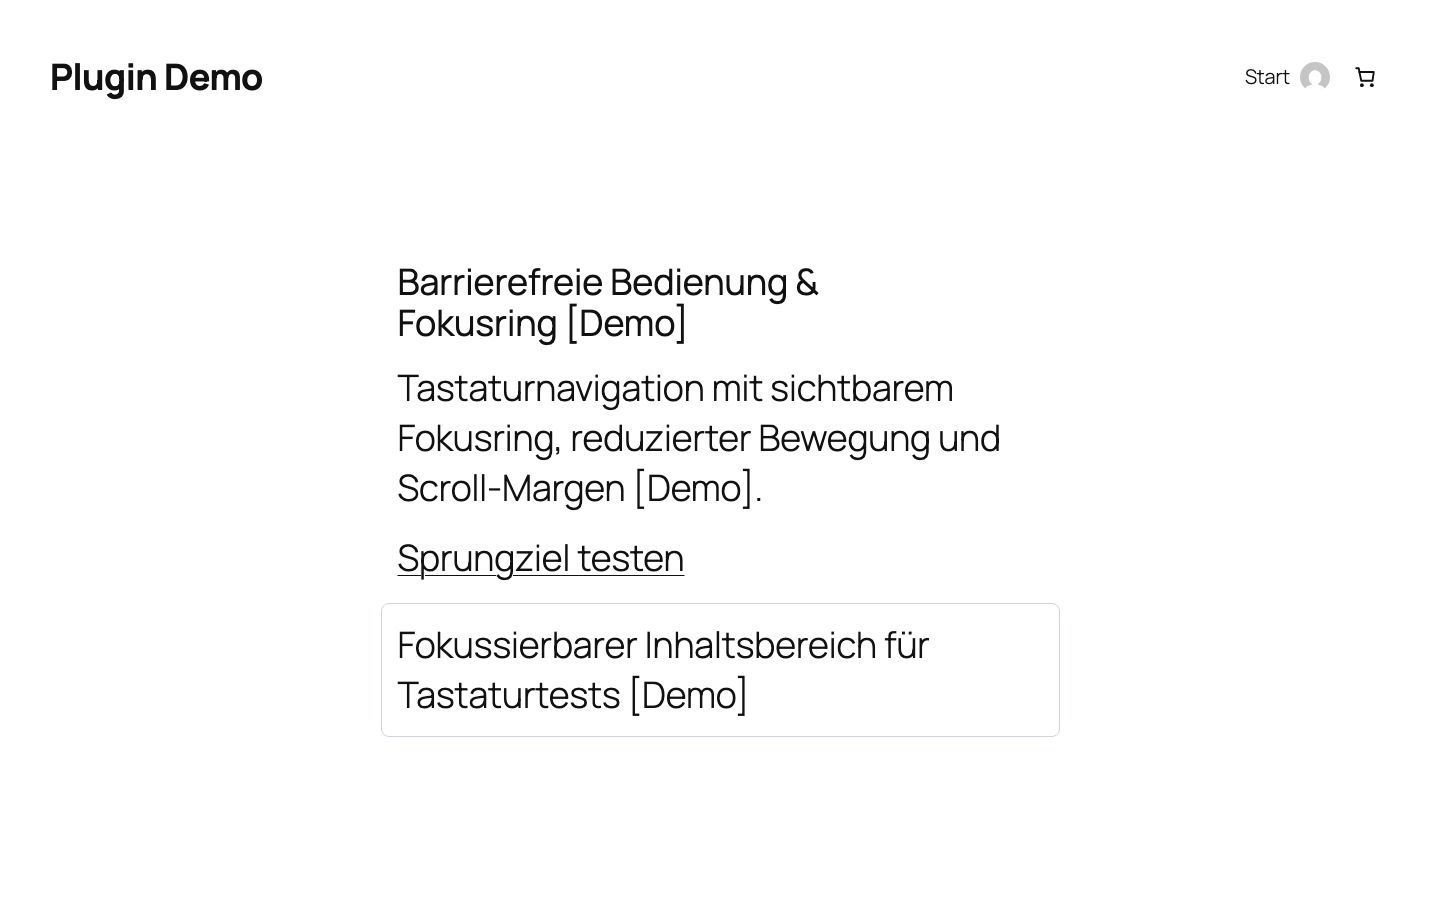 Plugin Demo
Start
Barrierefreie Bedienung &
Fokusring [Demo]
Tastaturnavigation mit sichtbarem
Fokusring, reduzierter Bewegung und
Scroll-Margen [Demo].
Sprungziel testen
Fokussierbarer Inhaltsbereich für
Tastaturtests [Demo]